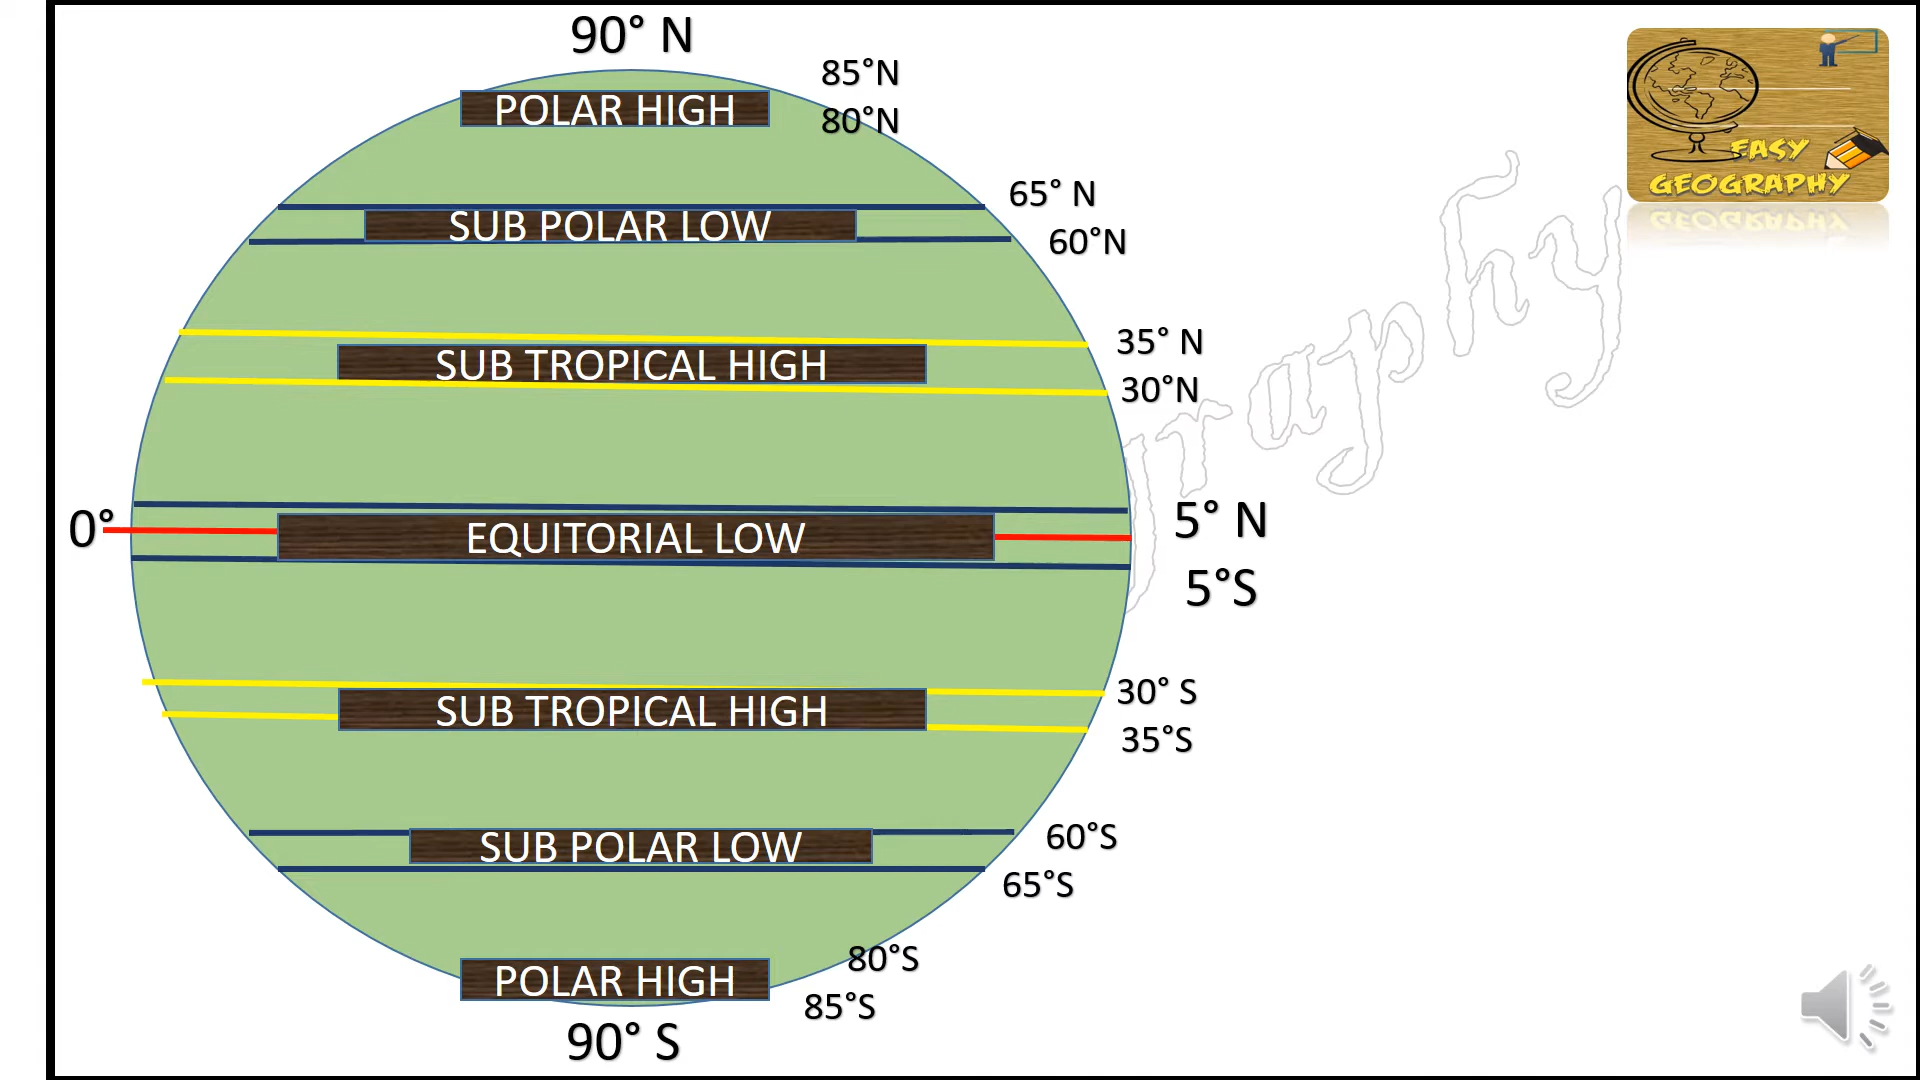 90° N
85°N
POLAR HIGH
80°N
65° N
SUB POLAR LOW
60°N
35° N
SUB TROPICAL HIGH
30°N
5° N
0°
EQUITORIAL LOW
5°S
30° S
SUB TROPICAL HIGH
35°S
60°S
SUB POLAR LOW
65°S
80°S
POLAR HIGH
85°S
90° S
EASY
GEOGRAPHY
graphy